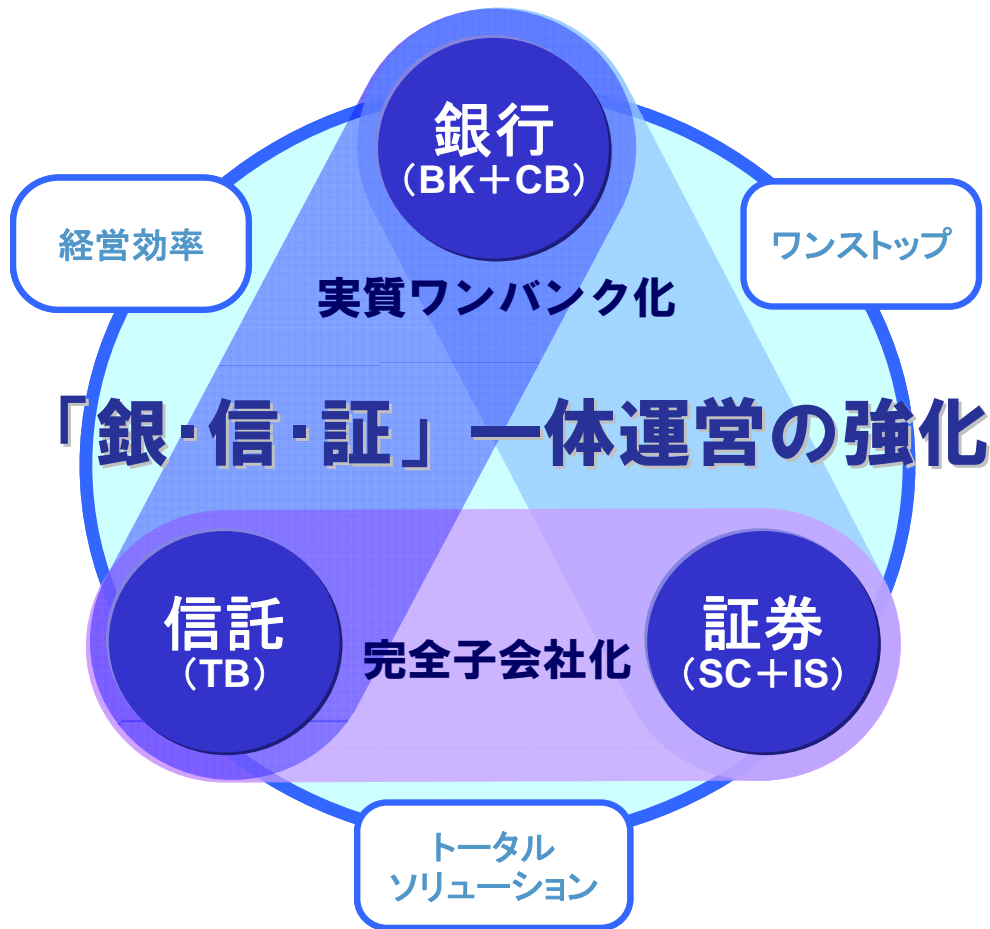 銀行
（BK＋CB）
経営効率
ワンストップ
実質ワンバンク化
「銀・信・証」一体運営の強化
信託
（TB）
完全子会社化
証券
（SC＋IS）
トータル
ソリューション